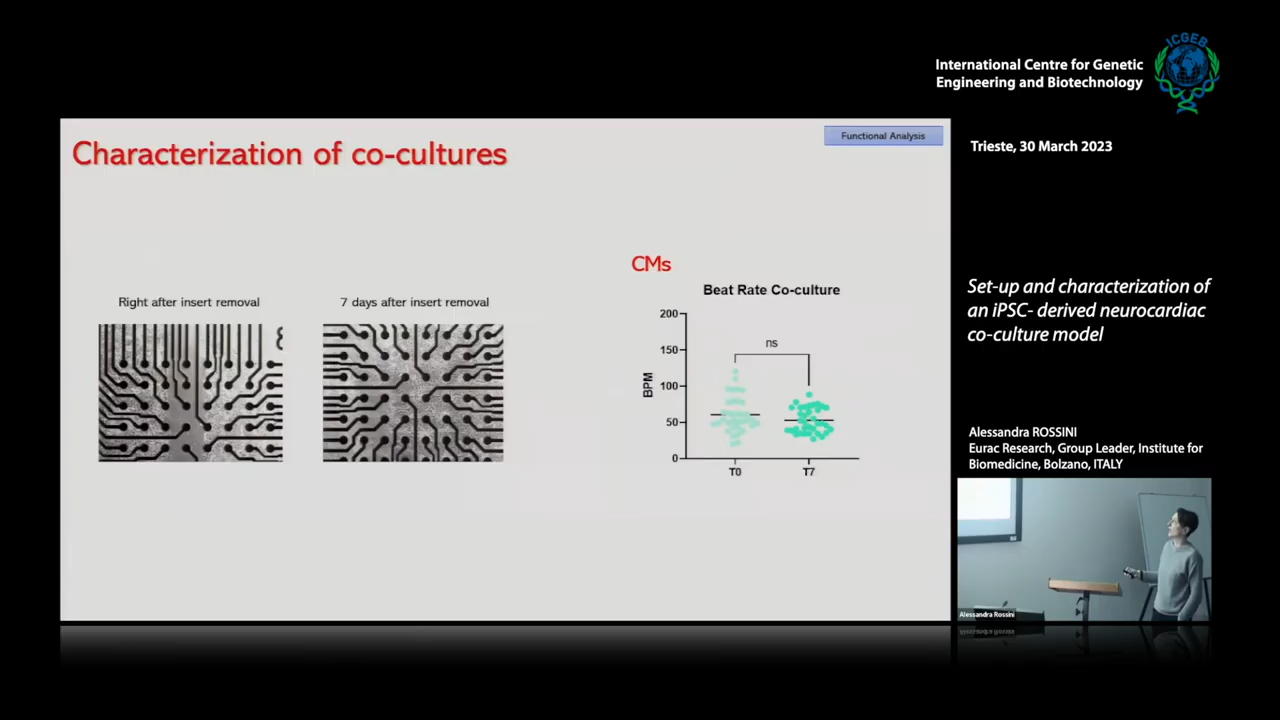 International Centre for Genetic
Engineering and Biotechnology
ICGEB
Trieste, 30 March 2023
Functional Analysis
Characterization of co-cultures
Right after insert removal
7 days after insert removal
CMs
Beat Rate Co-culture
200
150
100
50
0
BPM
ns
T0
T7
Set-up and characterization of
an iPSC- derived neurocardiac
co-culture model
Alessandra ROSSINI
Eurac Research, Group Leader, Institute for
Biomedicine, Bolzano, ITALY
Alessandra Rossini